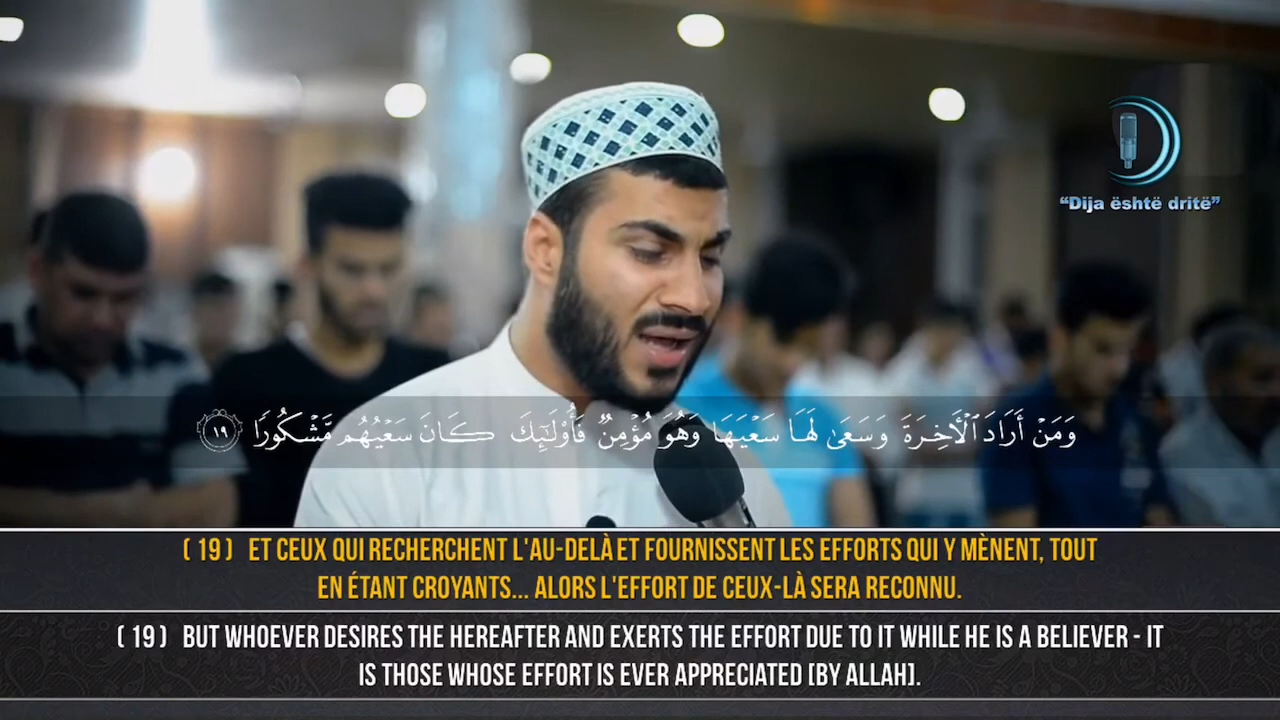 “Dija është dritë”
وَمَنْ أَرَادَ ٱلْأَخِرَةَ وَسَعَىٰ لَهَا سَعْيَهَا وَهُوَ مُؤْمِنٌ فَأُوْلَـٰٓئِكَ كَانَ سَعْيُهُم مَّشْكُورًا ١٩
( 19 ) ET CEUX QUI RECHERCHENT L'AU-DELÀ ET FOURNISSENT LES EFFORTS QUI Y MÈNENT, TOUT
EN ÉTANT CROYANTS... ALORS L'EFFORT DE CEUX-LÀ SERA RECONNU.
( 19 ) BUT WHOEVER DESIRES THE HEREAFTER AND EXERTS THE EFFORT DUE TO IT WHILE HE IS A BELIEVER - IT
IS THOSE WHOSE EFFORT IS EVER APPRECIATED [BY ALLAH].